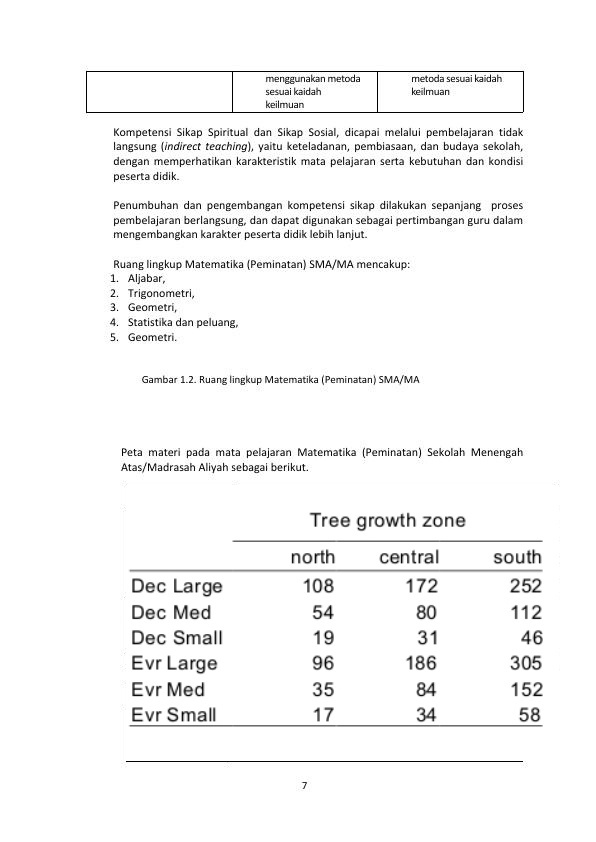 menggunakan metoda
sesuai kaidah
keilmuan
metoda sesuai kaidah
keilmuan
Kompetensi Sikap Spiritual dan Sikap Sosial, dicapai melalui pembelajaran tidak
langsung (indirect teaching), yaitu keteladanan, pembiasaan, dan budaya sekolah,
dengan memperhatikan karakteristik mata pelajaran serta kebutuhan dan kondisi
peserta didik.
Penumbuhan dan pengembangan kompetensi sikap dilakukan sepanjang proses
pembelajaran berlangsung, dan dapat digunakan sebagai pertimbangan guru dalam
mengembangkan karakter peserta didik lebih lanjut.
Ruang lingkup Matematika (Peminatan) SMA/MA mencakup:
1. Aljabar,
2. Trigonometri,
3. Geometri,
4. Statistika dan peluang,
5. Geometri.
Gambar 1.2. Ruang lingkup Matematika (Peminatan) SMA/MA
Peta materi pada mata pelajaran Matematika (Peminatan) Sekolah Menengah
Atas/Madrasah Aliyah sebagai berikut.
Tree growth zone
north central south
Dec Large 108 172 252
Dec Med 54 80 112
Dec Small 19 31 46
Evr Large 96 186 305
Evr Med 35 84 152
Evr Small 17 34 58
7